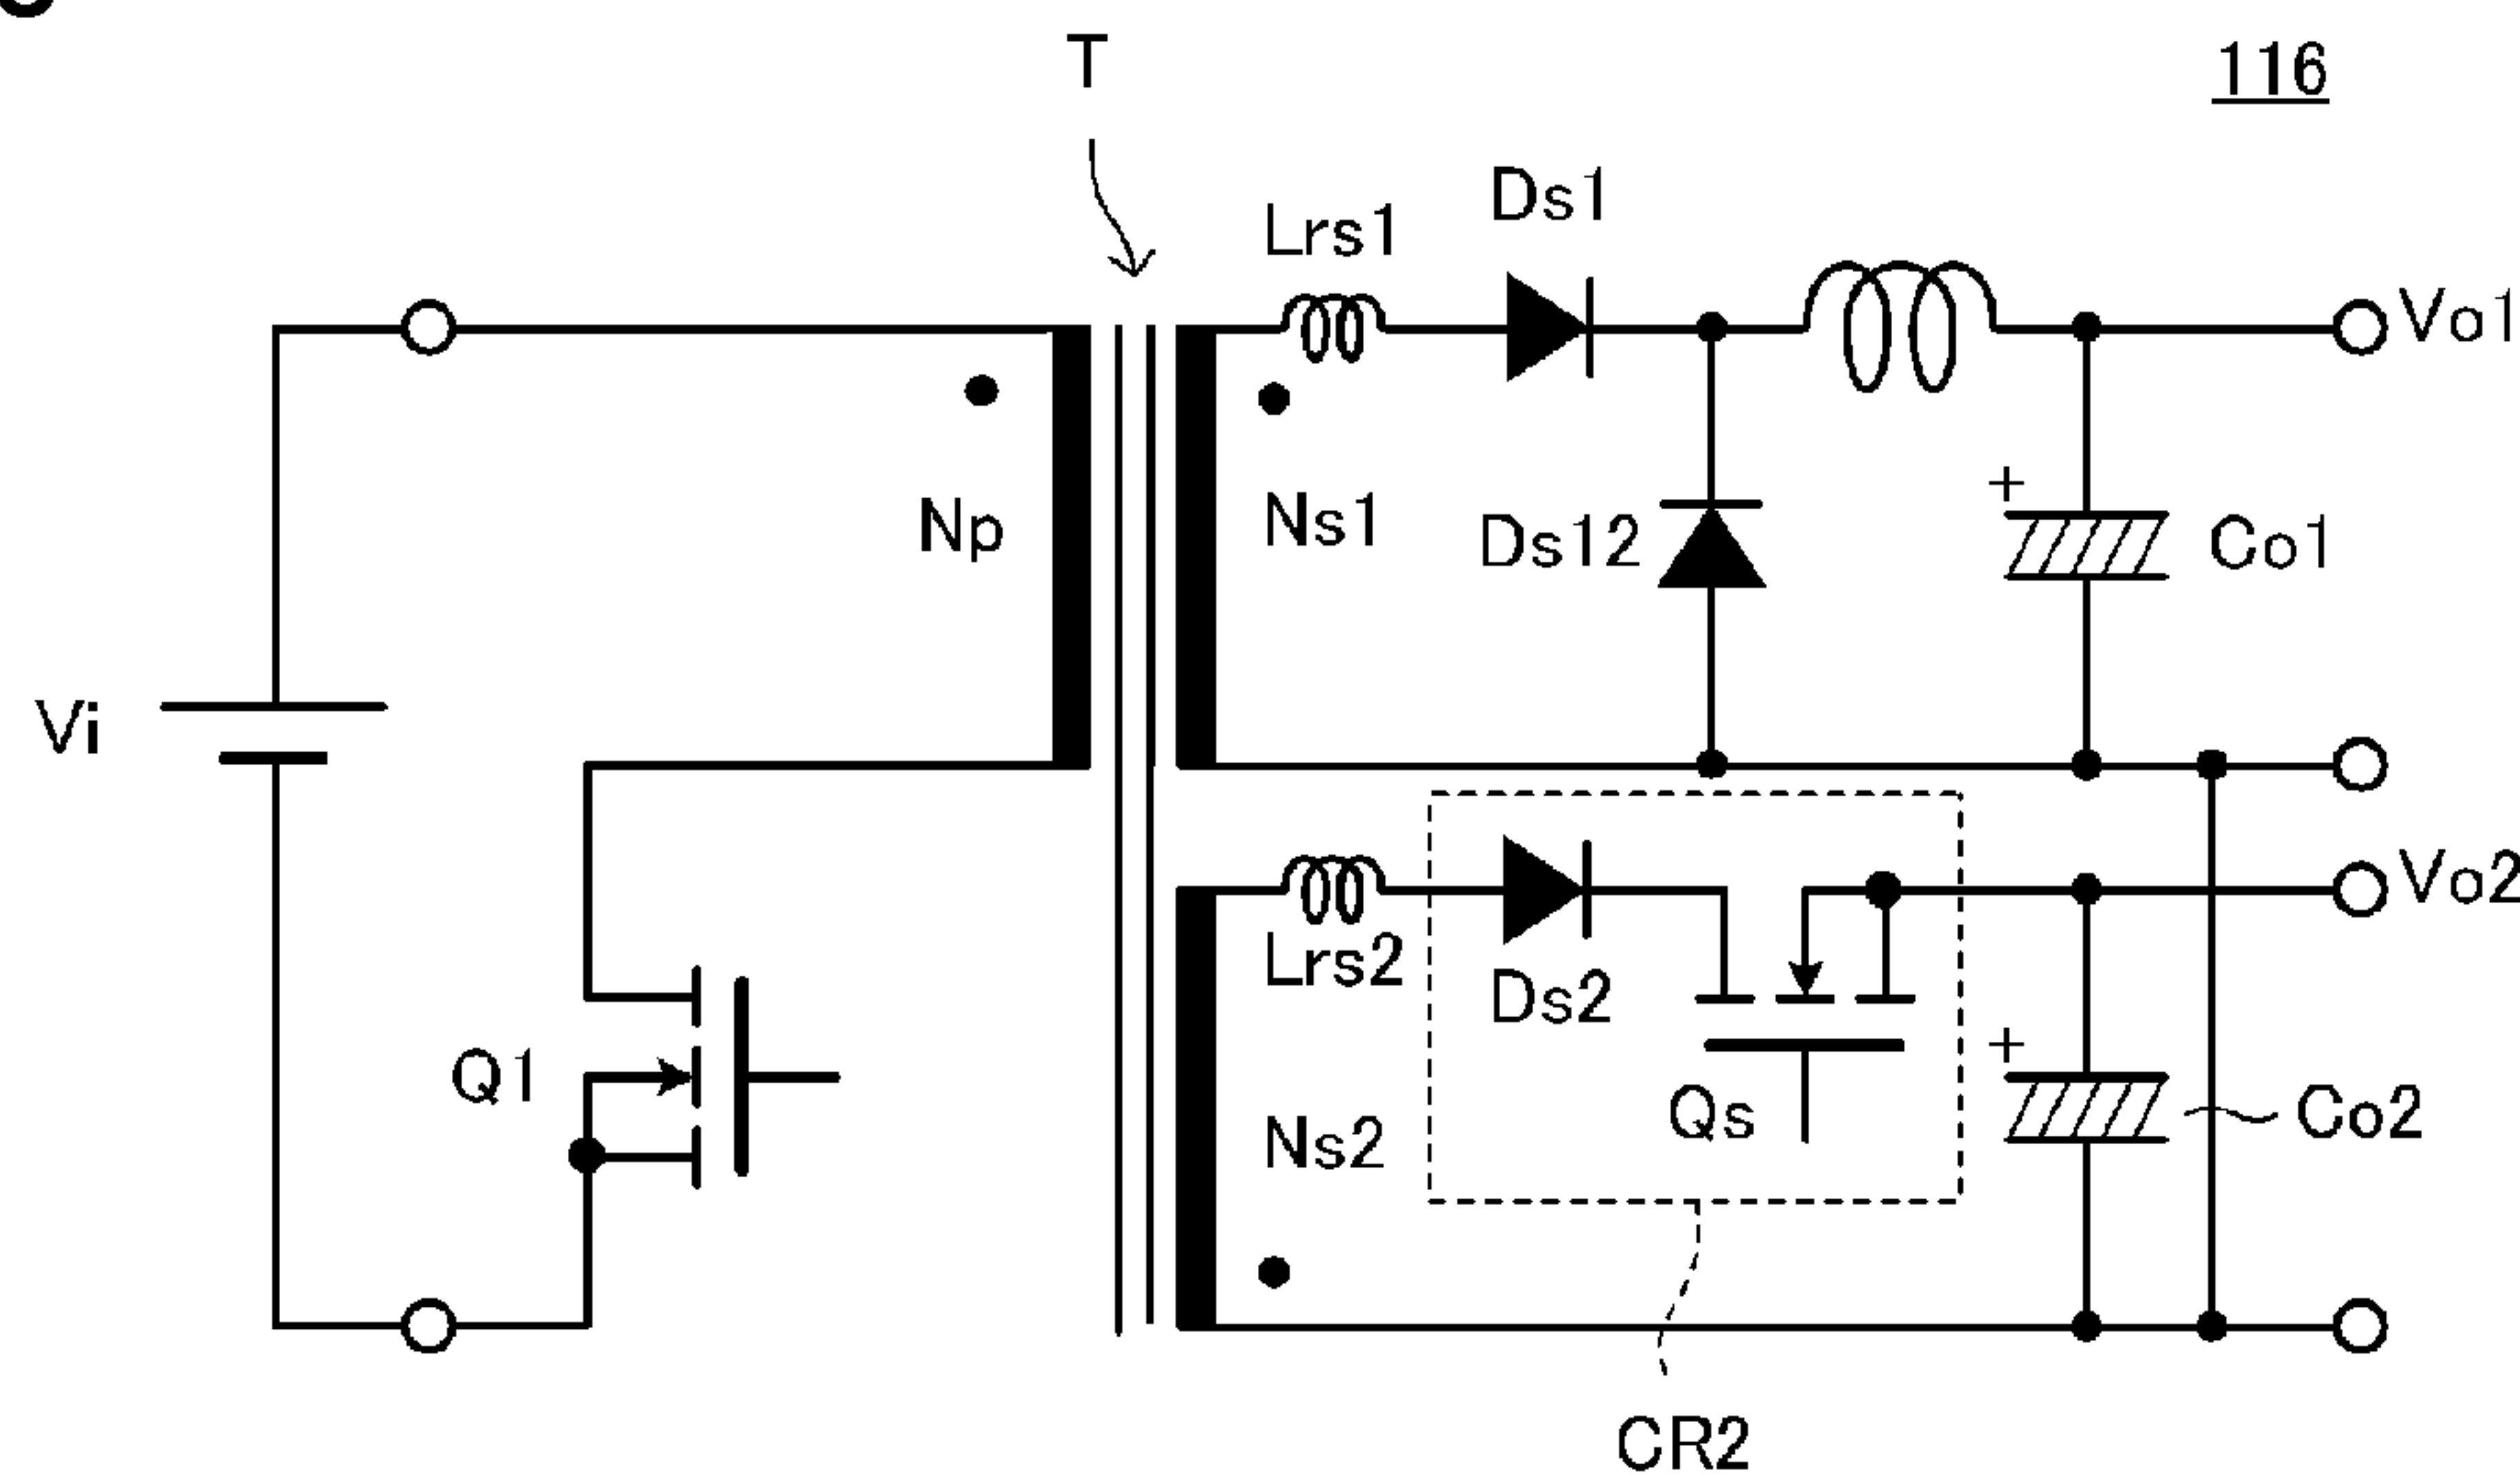 T
116
Ds1
Lrs1
Vo1
Np
Ns1
Ds12
+
Co1
Vi
Vo2
Lrs2
Ds2
Q1
+
Qs
Co2
Ns2
CR2